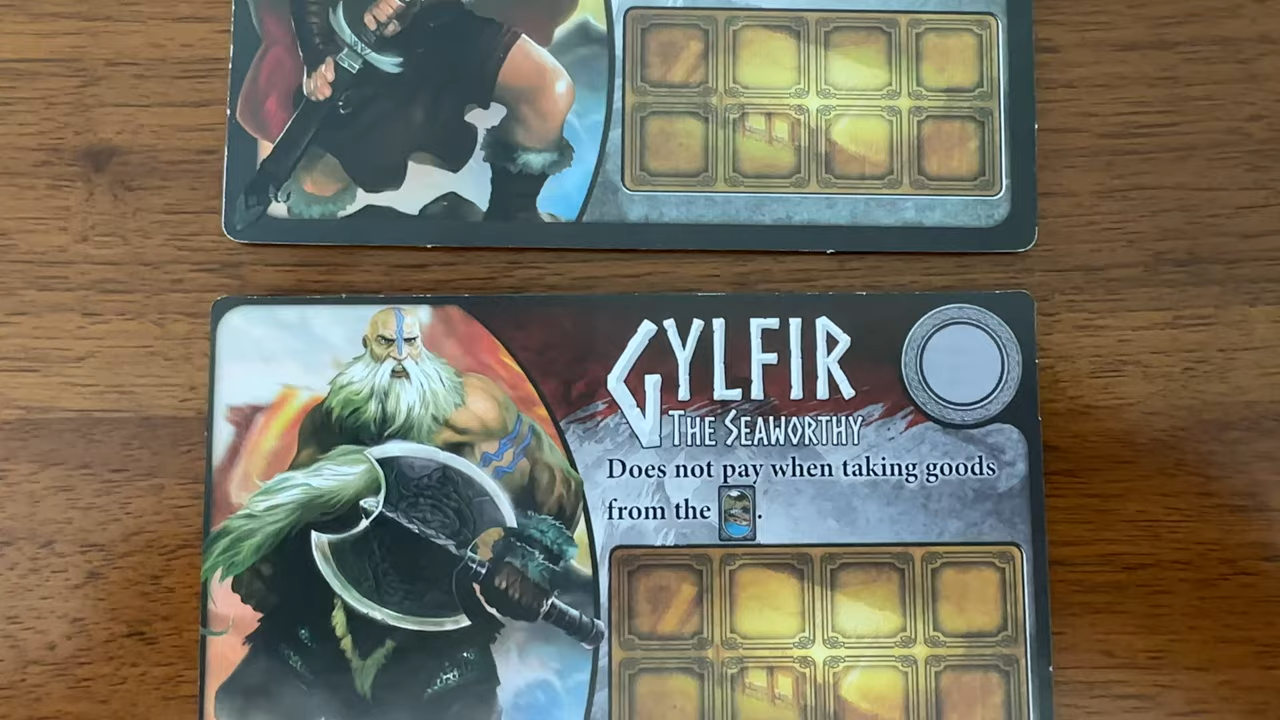 GYLFIR
THE SEAWORTHY
Does not pay when taking goods
from the .